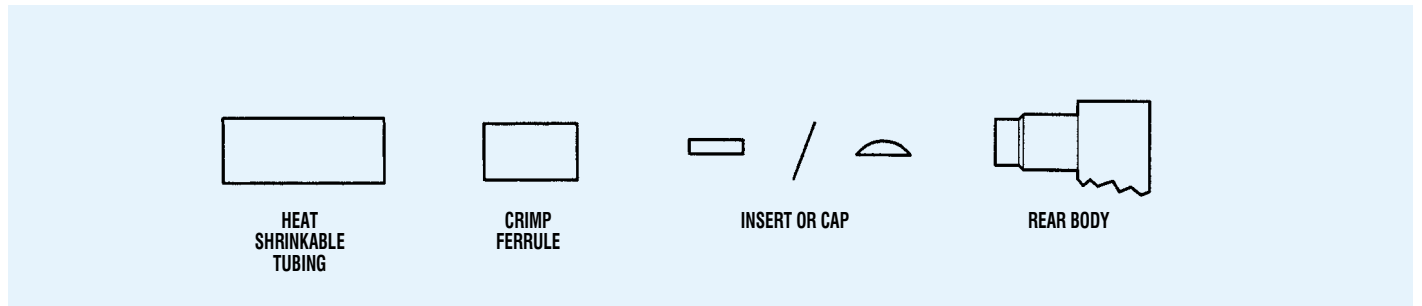 HEAT
SHRINKABLE
TUBING
CRIMP
FERRULE
INSERT OR CAP
REAR BODY